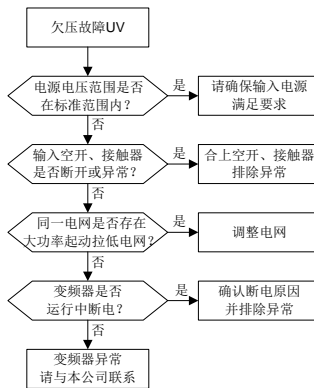 欠压故障UV
电源电压范围是否
在标准范围内?
是
请确保输入电源
满足要求
否
输入空开、接触器
是否断开或异常?
是
合上空开、接触器
排除异常
否
同一电网是否存在
大功率起动拉低电网?
是
调整电网
否
变频器是否
运行中断电?
是
确认断电原因
并排除异常
否
变频器异常
请与本公司联系